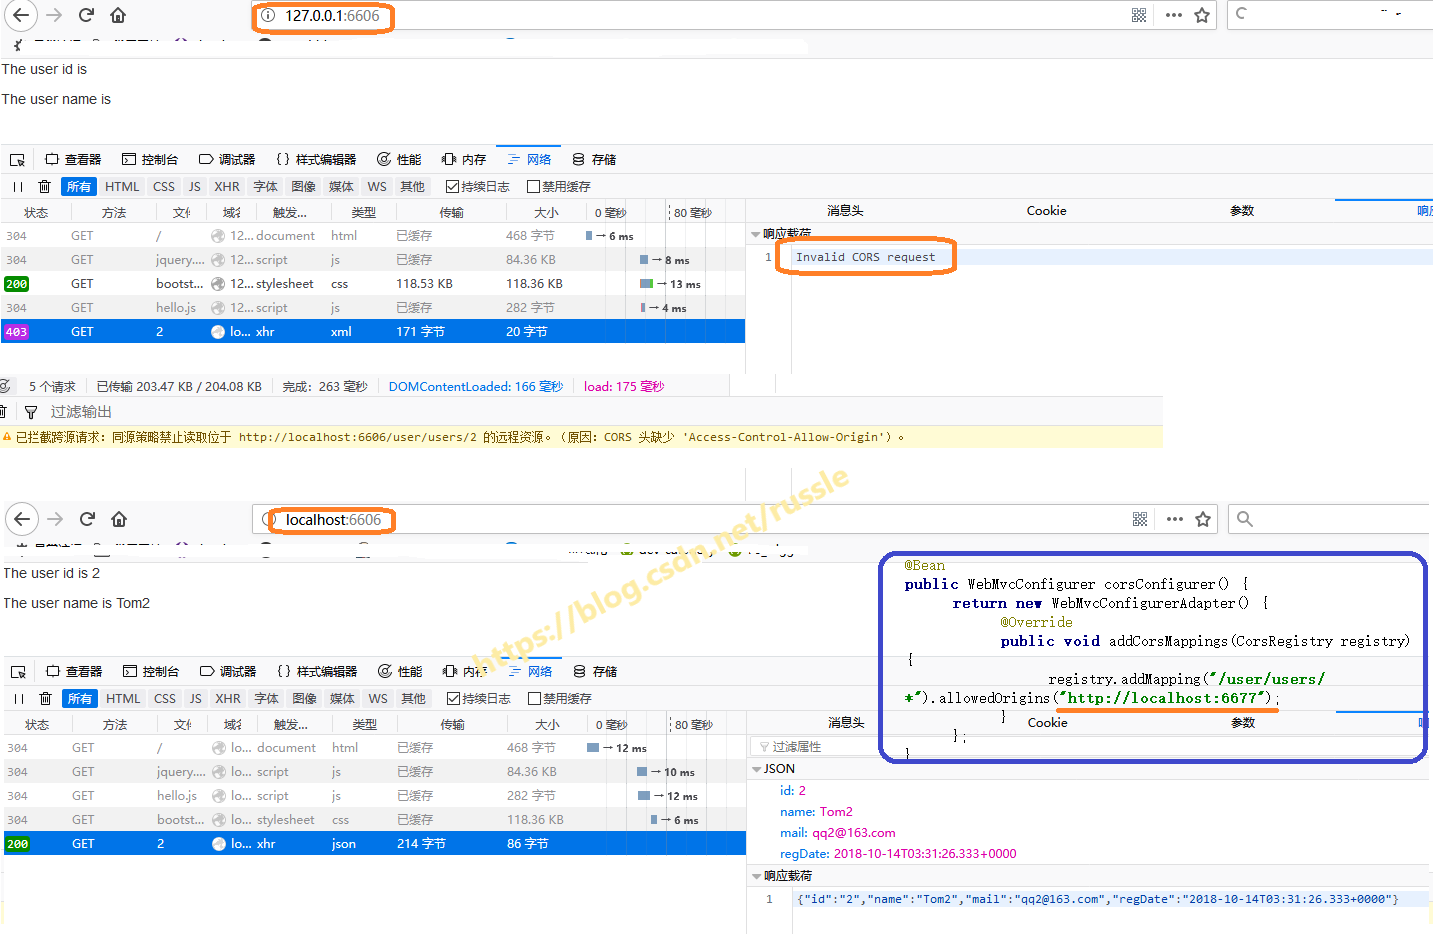 127.0.0.1:6606
The user id is
The user name is
查看器 控制台 调试器 {} 样式编辑器 性能 内存 网络 存储
所有 HTML CSS JS XHR 字体 图像 媒体 WS 其他 持续日志 禁用缓存
状态 方法 文件 域名 触发... 类型 传输 大小 0 毫秒 80 毫秒
消息头 Cookie 参数 响应
304 GET / 12... document html 已缓存 468 字节 → 6 ms
304 GET jquery.... 12... script js 已缓存 84.36 KB → 8 ms
200 GET bootst... 12... stylesheet css 118.53 KB 118.36 KB → 13 ms
304 GET hello.js 12... script js 已缓存 282 字节 → 4 ms
403 GET 2 lo... xhr xml 171 字节 20 字节
响应载荷
1 Invalid CORS request
5 个请求 已传输 203.47 KB / 204.08 KB 完成：263 毫秒 DOMContentLoaded: 166 毫秒 load: 175 毫秒
过滤输出
已拦截跨源请求：同源策略禁止读取位于 http://localhost:6606/user/users/2 的远程资源。（原因：CORS 头缺少 'Access-Control-Allow-Origin'）。
https://blog.csdn.net/russle
localhost:6606
The user id is 2
The user name is Tom2
@Bean
public WebMvcConfigurer corsConfigurer() {
return new WebMvcConfigurerAdapter() {
@Override
public void addCorsMappings(CorsRegistry registry)
{
registry.addMapping("/user/users/
*").allowedOrigins("http://localhost:6677");
}
};
}
查看器 控制台 调试器 {} 样式编辑器 性能 内存 网络 存储
所有 HTML CSS JS XHR 字体 图像 媒体 WS 其他 持续日志 禁用缓存
状态 方法 文件 域名 触发... 类型 传输 大小 0 毫秒 80 毫秒
消息头 Cookie 参数
304 GET / lo... document html 已缓存 468 字节 → 12 ms
304 GET jquery.... lo... script js 已缓存 84.36 KB → 10 ms
304 GET hello.js lo... script js 已缓存 282 字节 → 12 ms
304 GET bootst... lo... stylesheet css 已缓存 118.36 KB → 6 ms
200 GET 2 lo... xhr json 214 字节 86 字节
过滤属性
JSON
id: 2
name: Tom2
mail: qq2@163.com
regDate: 2018-10-14T03:31:26.333+0000
响应载荷
1 {"id":"2","name":"Tom2","mail":"qq2@163.com","regDate":"2018-10-14T03:31:26.333+0000"}